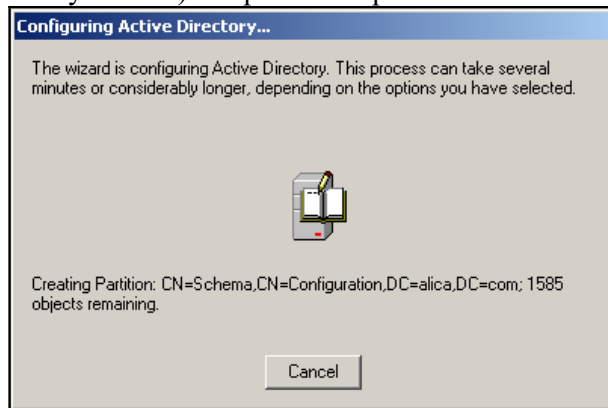 Configuring Active Directory...
The wizard is configuring Active Directory. This process can take several
minutes or considerably longer, depending on the options you have selected.
Creating Partition: CN=Schema,CN=Configuration,DC=alica,DC=com; 1585
objects remaining.
Cancel